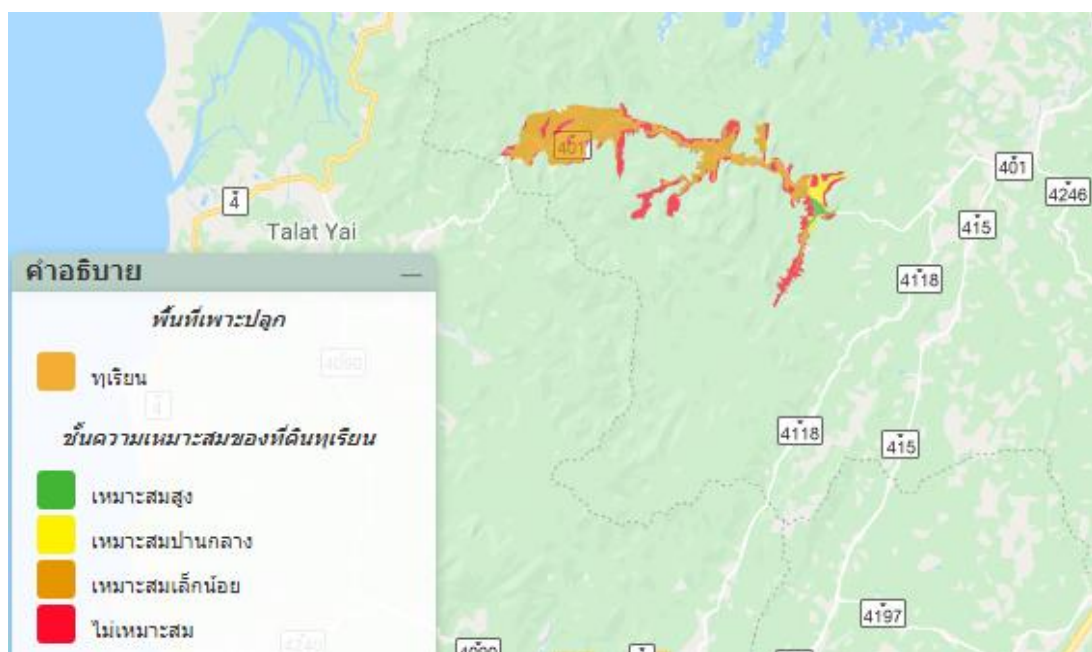 401
401
4246
4
415
Talat Yai
4118
คำอธิบาย
พื้นที่เพาะปลูก
4090
ทุเรียน
4
ชั้นความเหมาะสมของที่ดินทุเรียน
4118
415
เหมาะสมสูง
เหมาะสมปานกลาง
เหมาะสมเล็กน้อย
4197
ไม่เหมาะสม
4240
4090